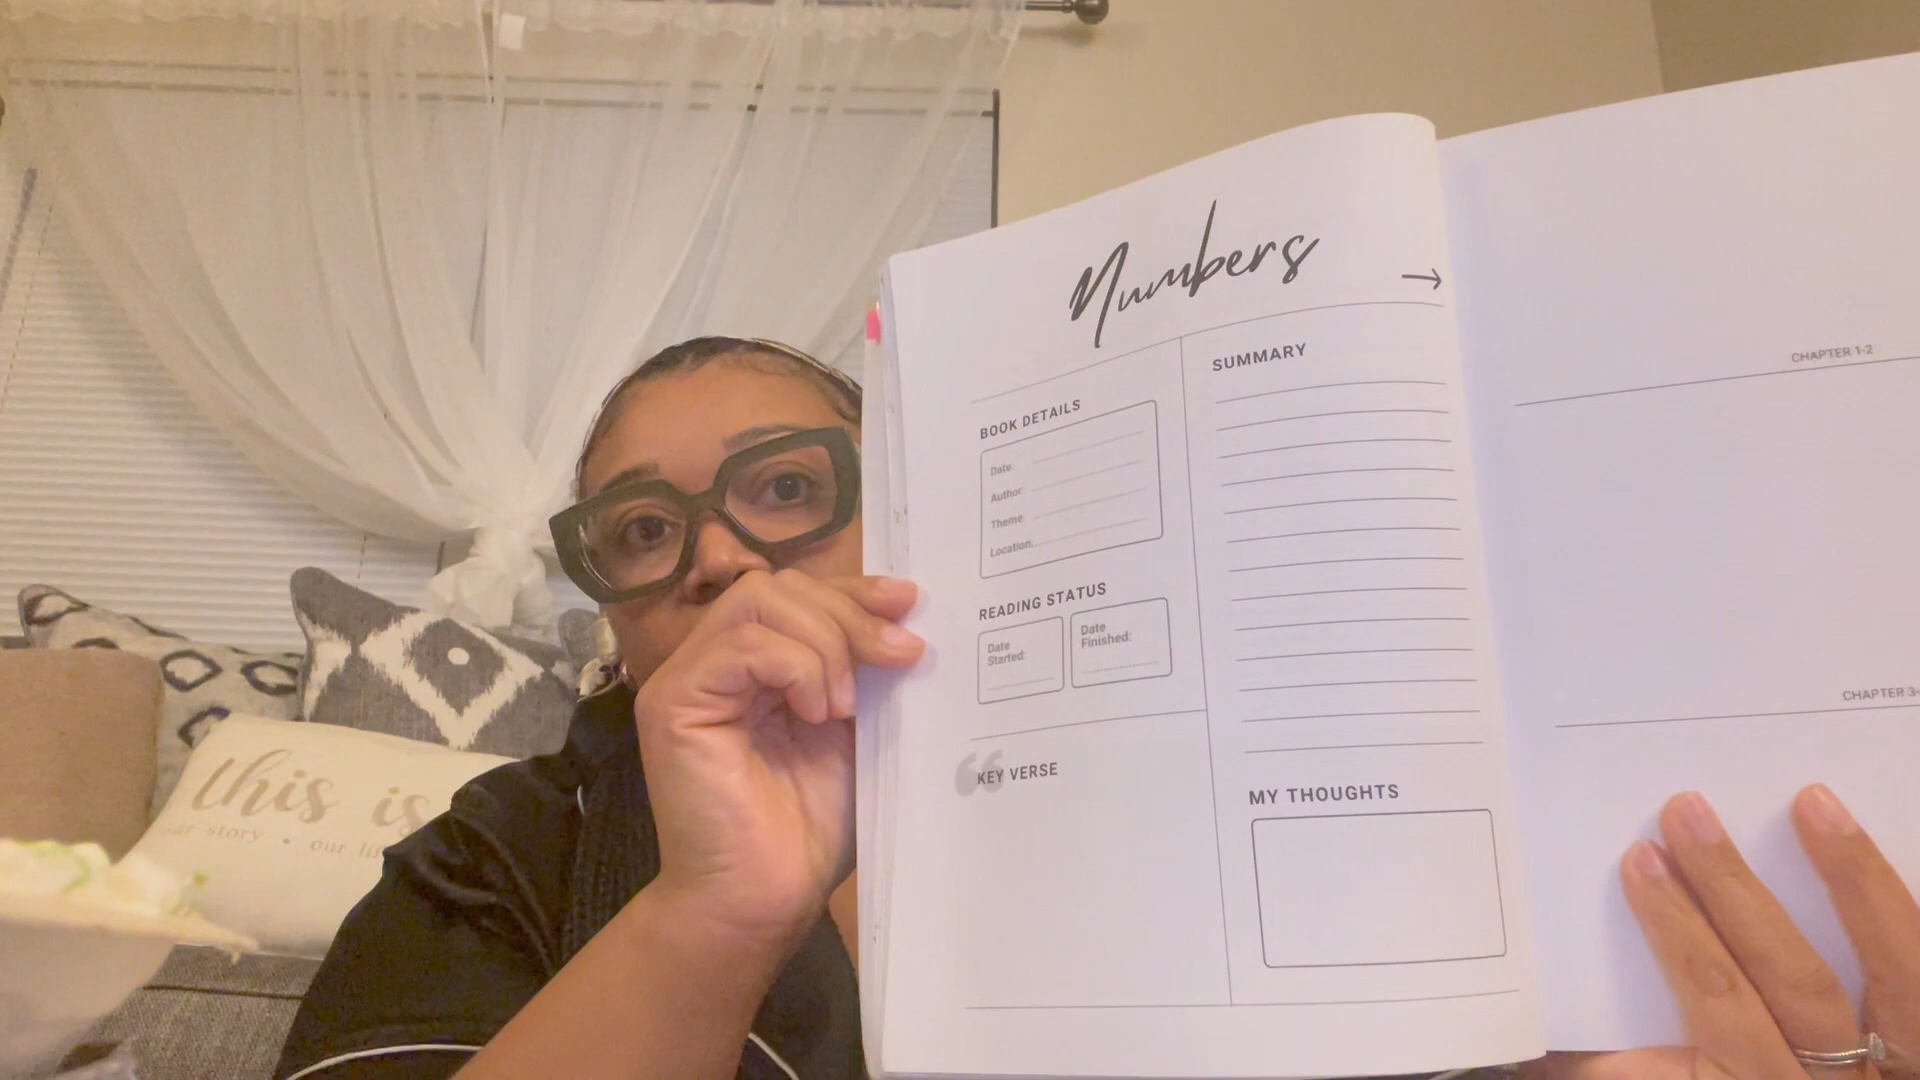 Numbers
→
BOOK DETAILS
Date:
Author:
Theme:
Location:
READING STATUS
Date
Started:
Date
Finished:
KEY VERSE
SUMMARY
MY THOUGHTS
CHAPTER 1-2
CHAPTER 3-
this is
our story • our